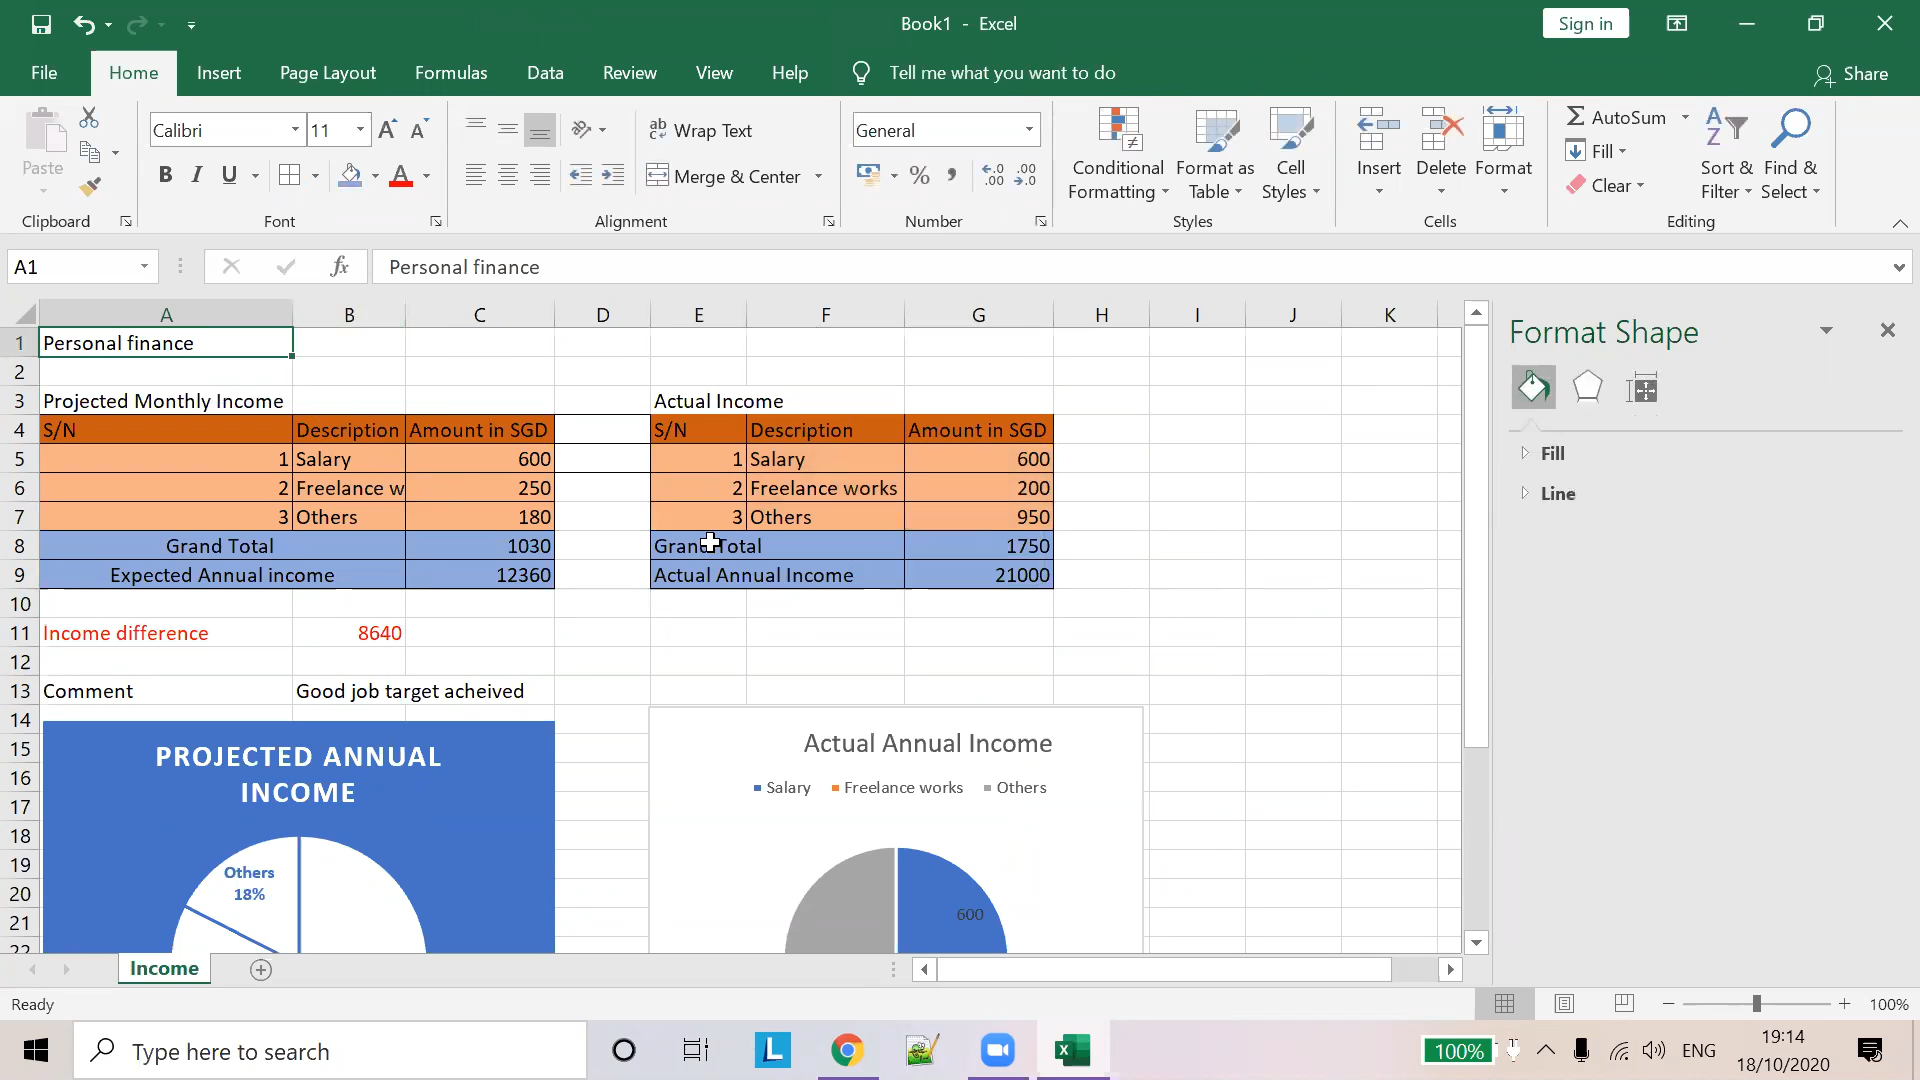 Book1 - Excel
Sign in
File Home Insert Page Layout Formulas Data Review View Help Tell me what you want to do Share
Paste
Clipboard
Calibri 11
B I U
Font
Wrap Text
Merge & Center
Alignment
General
Number
Conditional Formatting
Format as Table
Cell Styles
Styles
Insert Delete Format
Cells
AutoSum
Fill
Clear
Sort & Filter
Find & Select
Editing
A1 fx Personal finance
A B C D E F G H I J K
1 Personal finance
2
3 Projected Monthly Income Actual Income
4 S/N Description Amount in SGD S/N Description Amount in SGD
5 1 Salary 600 1 Salary 600
6 2 Freelance w 250 2 Freelance works 200
7 3 Others 180 3 Others 950
8 Grand Total 1030 Grand Total 1750
9 Expected Annual income 12360 Actual Annual Income 21000
10
11 Income difference 8640
12
13 Comment Good job target acheived
14
15
16
17
18
19
20
21
22
PROJECTED ANNUAL
INCOME
Others
18%
Actual Annual Income
Salary Freelance works Others
600
Format Shape
Fill
Line
Income
Ready
100%
Type here to search
100%
ENG
19:14
18/10/2020